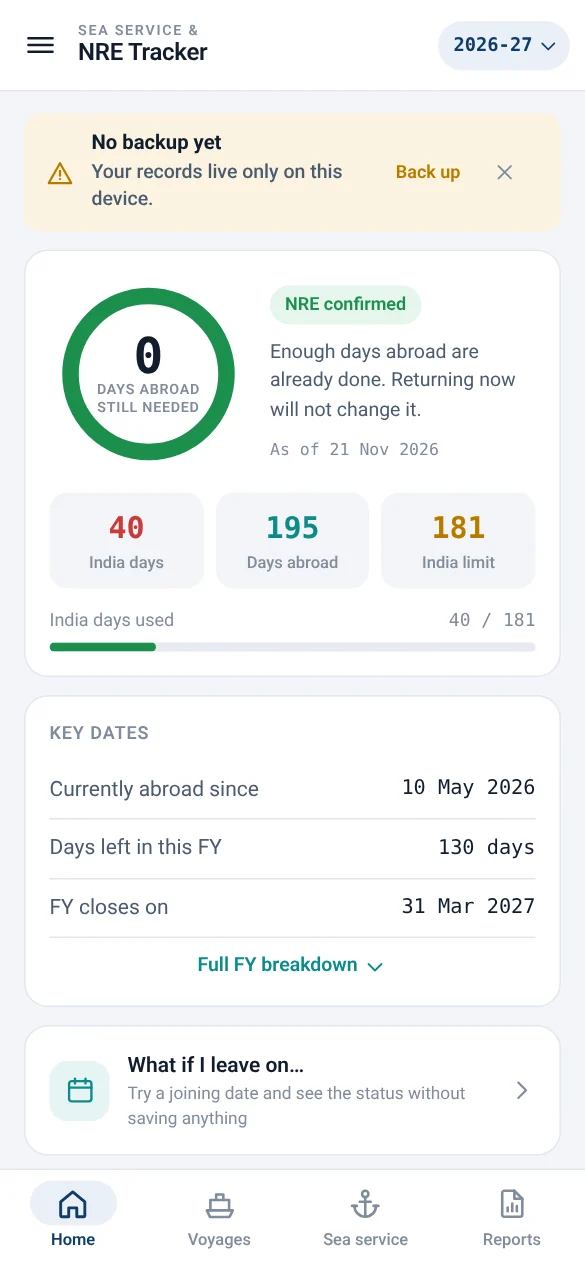 SEA SERVICE &
NRE Tracker
2026-27
No backup yet
Your records live only on this
device.
Back up
0
DAYS ABROAD
STILL NEEDED
NRE confirmed
Enough days abroad are
already done. Returning now
will not change it.
As of 21 Nov 2026
40
India days
195
Days abroad
181
India limit
India days used
40 / 181
KEY DATES
Currently abroad since
10 May 2026
Days left in this FY
130 days
FY closes on
31 Mar 2027
Full FY breakdown
What if I leave on…
Try a joining date and see the status without
saving anything
Home
Voyages
Sea service
Reports